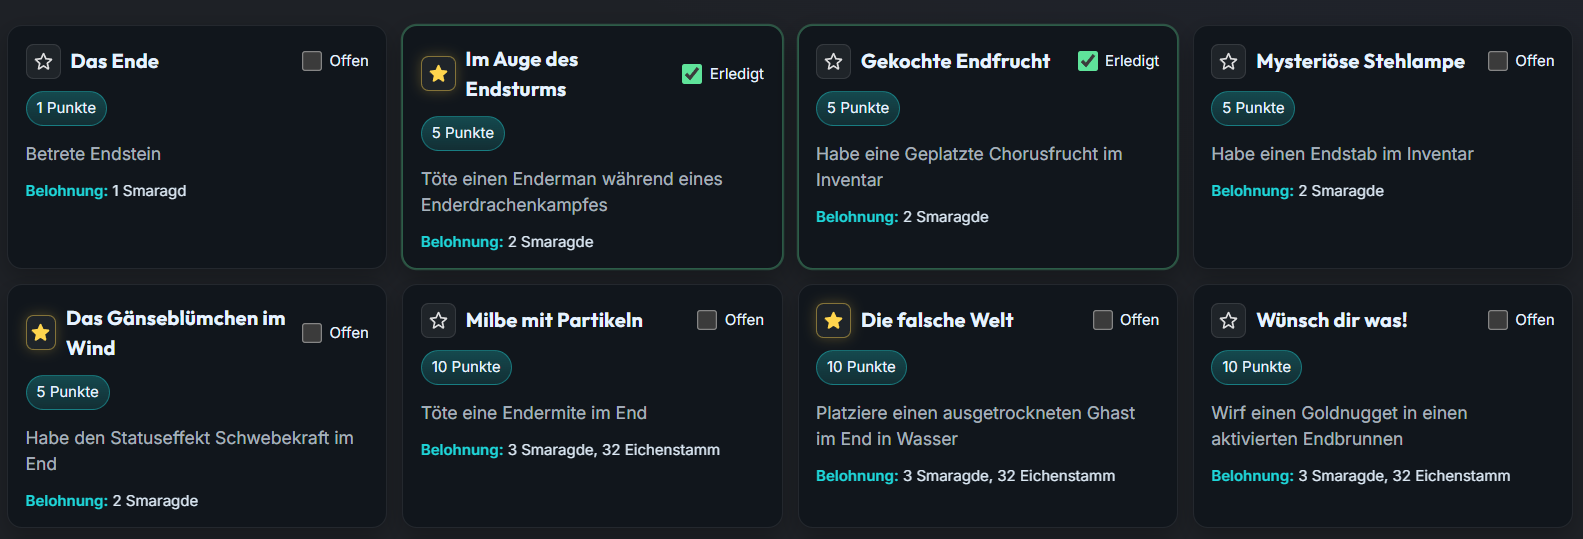 Das Ende
Offen
1 Punkte
Betrete Endstein
Belohnung: 1 Smaragd
Im Auge des
Endsturms
Erledigt
5 Punkte
Töte einen Enderman während eines
Enderdrachenkampfes
Belohnung: 2 Smaragde
Gekochte Endfrucht
Erledigt
5 Punkte
Habe eine Geplatzte Chorusfrucht im
Inventar
Belohnung: 2 Smaragde
Mysteriöse Stehlampe
Offen
5 Punkte
Habe einen Endstab im Inventar
Belohnung: 2 Smaragde
Das Gänseblümchen im
Wind
Offen
5 Punkte
Habe den Statuseffekt Schwebekraft im
End
Belohnung: 2 Smaragde
Milbe mit Partikeln
Offen
10 Punkte
Töte eine Endermite im End
Belohnung: 3 Smaragde, 32 Eichenstamm
Die falsche Welt
Offen
10 Punkte
Platziere einen ausgetrockneten Ghast
im End in Wasser
Belohnung: 3 Smaragde, 32 Eichenstamm
Wünsch dir was!
Offen
10 Punkte
Wirf einen Goldnugget in einen
aktivierten Endbrunnen
Belohnung: 3 Smaragde, 32 Eichenstamm